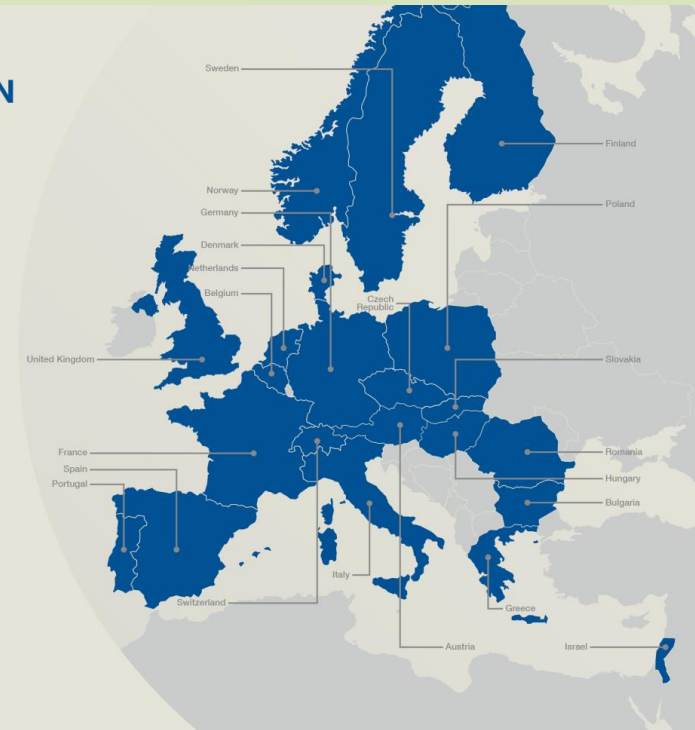 N
Sweden
Finland
Norway
Poland
Germany
Denmark
Netherlands
Belgium
Czech
Republic
United Kingdom
Slovakia
France
Romania
Spain
Hungary
Portugal
Bulgaria
Italy
Switzerland
Greece
Austria
Israel